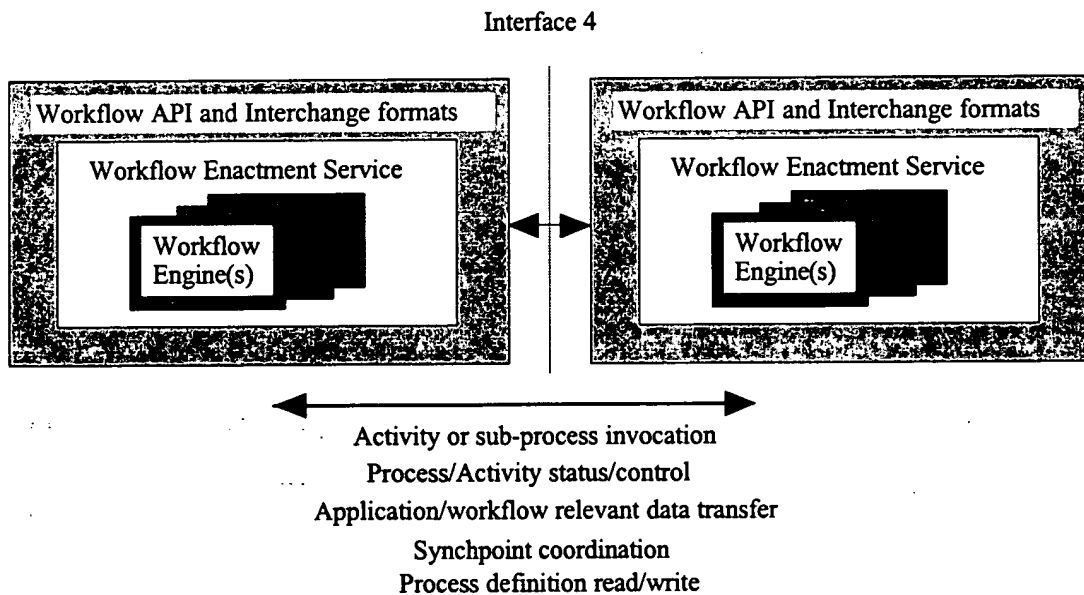 Interface 4
Workflow API and Interchange formats
Workflow Enactment Service
Workflow
Engine(s)
Workflow API and Interchange formats
Workflow Enactment Service
Workflow
Engine(s)
Activity or sub-process invocation
Process/Activity status/control
Application/workflow relevant data transfer
Synchpoint coordination
Process definition read/write